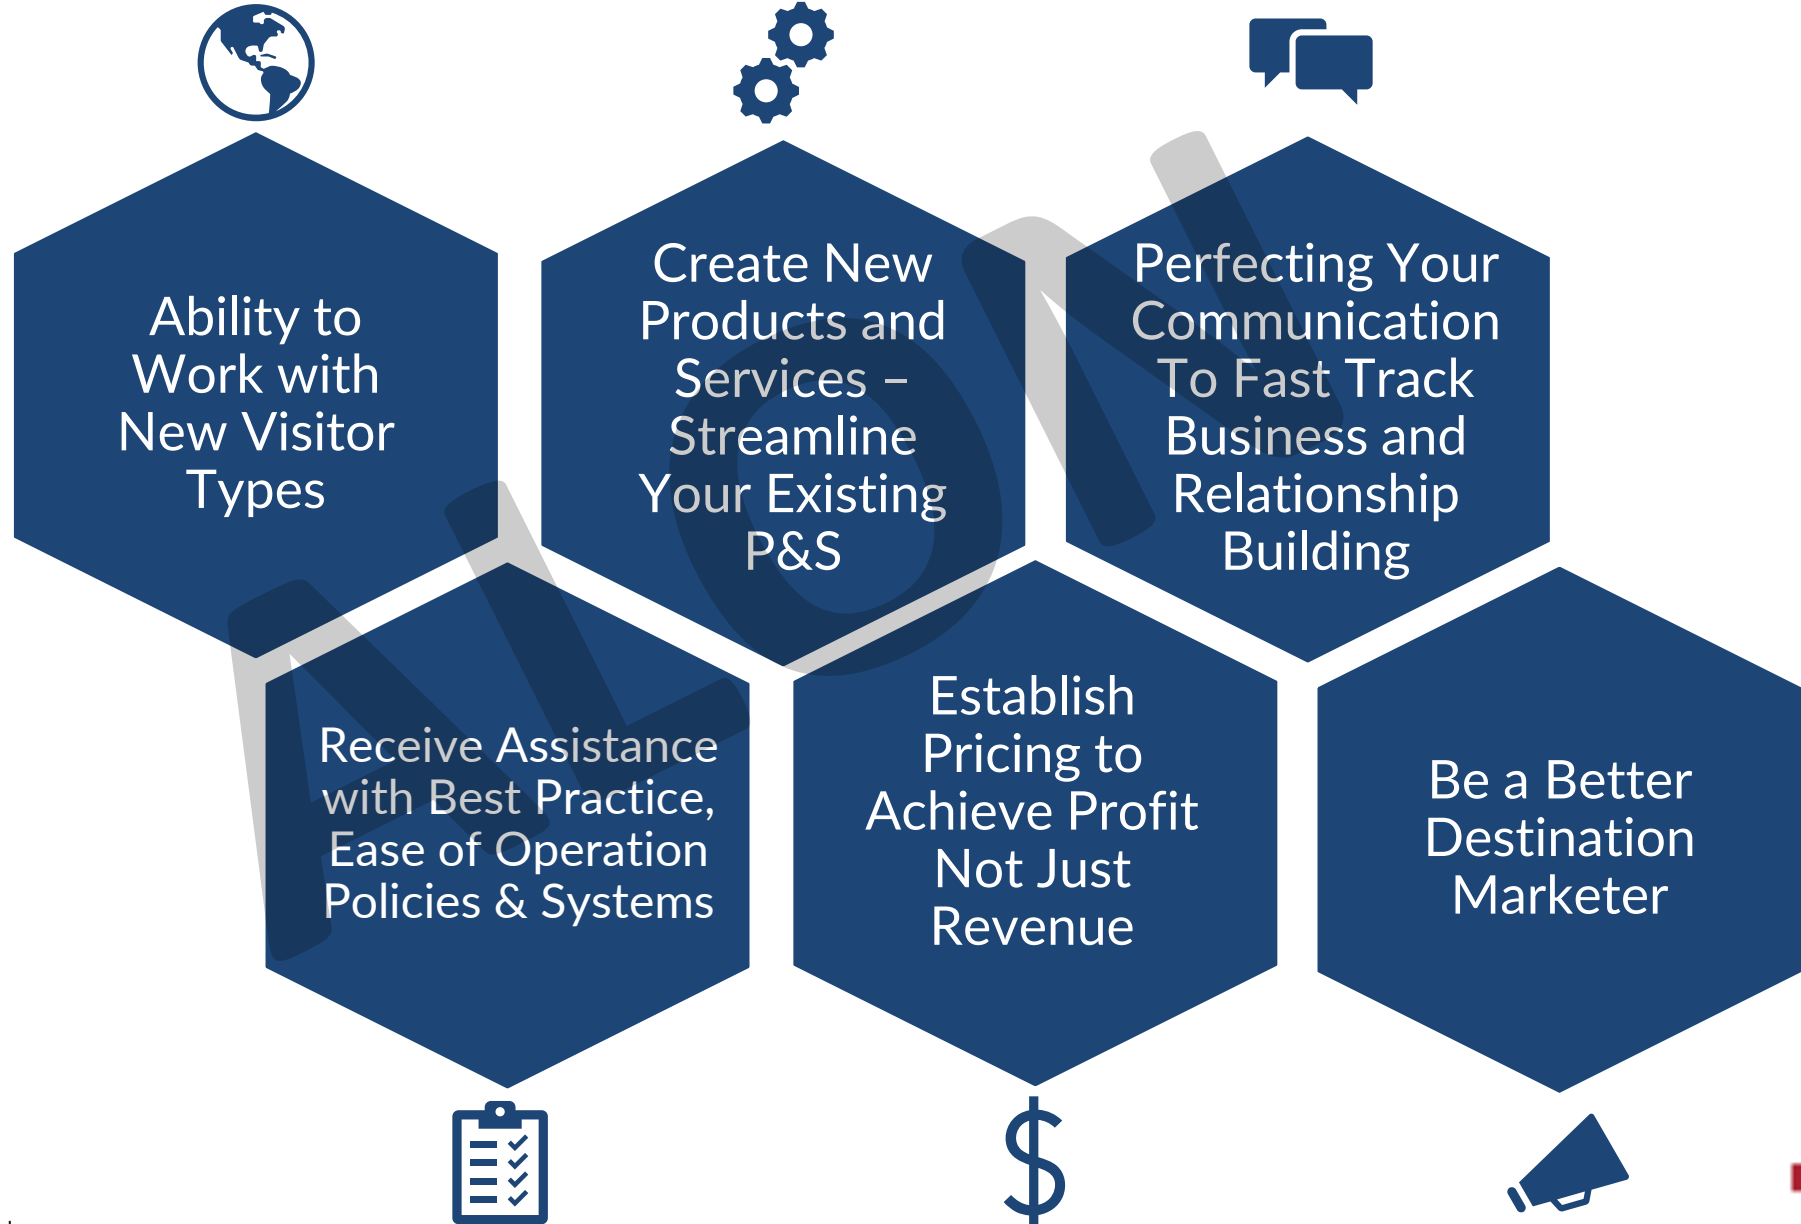 Ability to
Work with
New Visitor
Types
Create New
Products and
Services –
Streamline
Your Existing
P&S
Perfecting Your
Communication
To Fast Track
Business and
Relationship
Building
Receive Assistance
with Best Practice,
Ease of Operation
Policies & Systems
Establish
Pricing to
Achieve Profit
Not Just
Revenue
Be a Better
Destination
Marketer
ALON